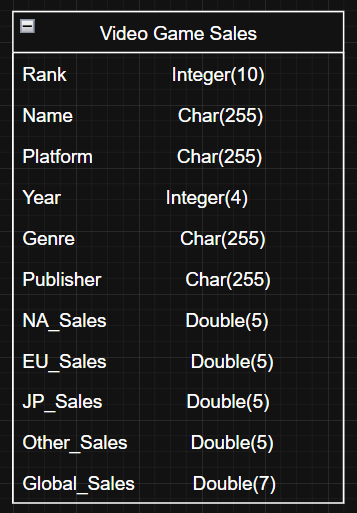 Video Game Sales
Rank Integer(10)
Name Char(255)
Platform Char(255)
Year Integer(4)
Genre Char(255)
Publisher Char(255)
NA_Sales Double(5)
EU_Sales Double(5)
JP_Sales Double(5)
Other_Sales Double(5)
Global_Sales Double(7)